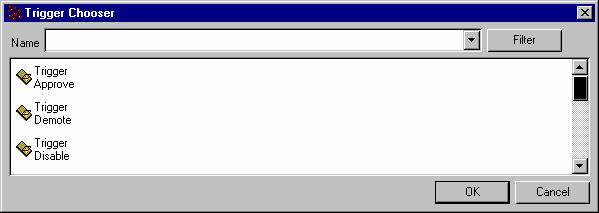 Trigger Chooser
Name
Filter
Trigger
Approve
Trigger
Demote
Trigger
Disable
OK
Cancel